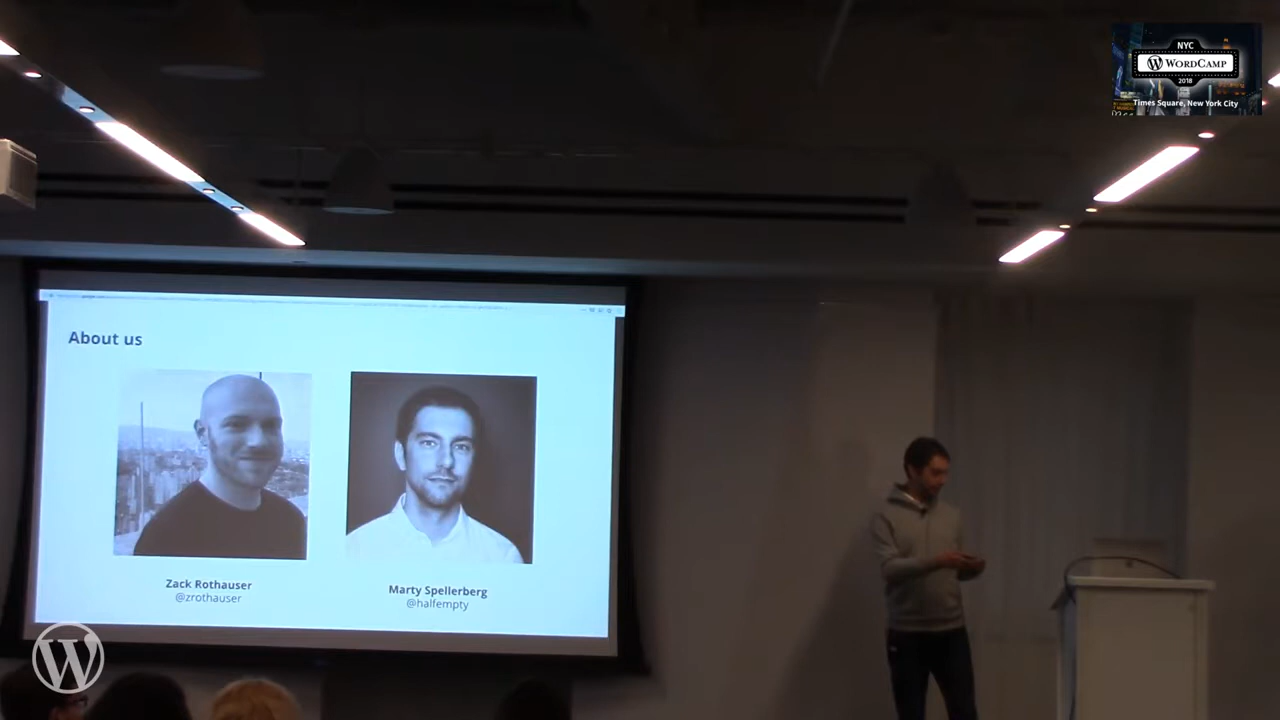 NYC
WORDCAMP
2018
Times Square, New York City
About us
Zack Rothauser
@zrothauser
Marty Spellerberg
@halfempty